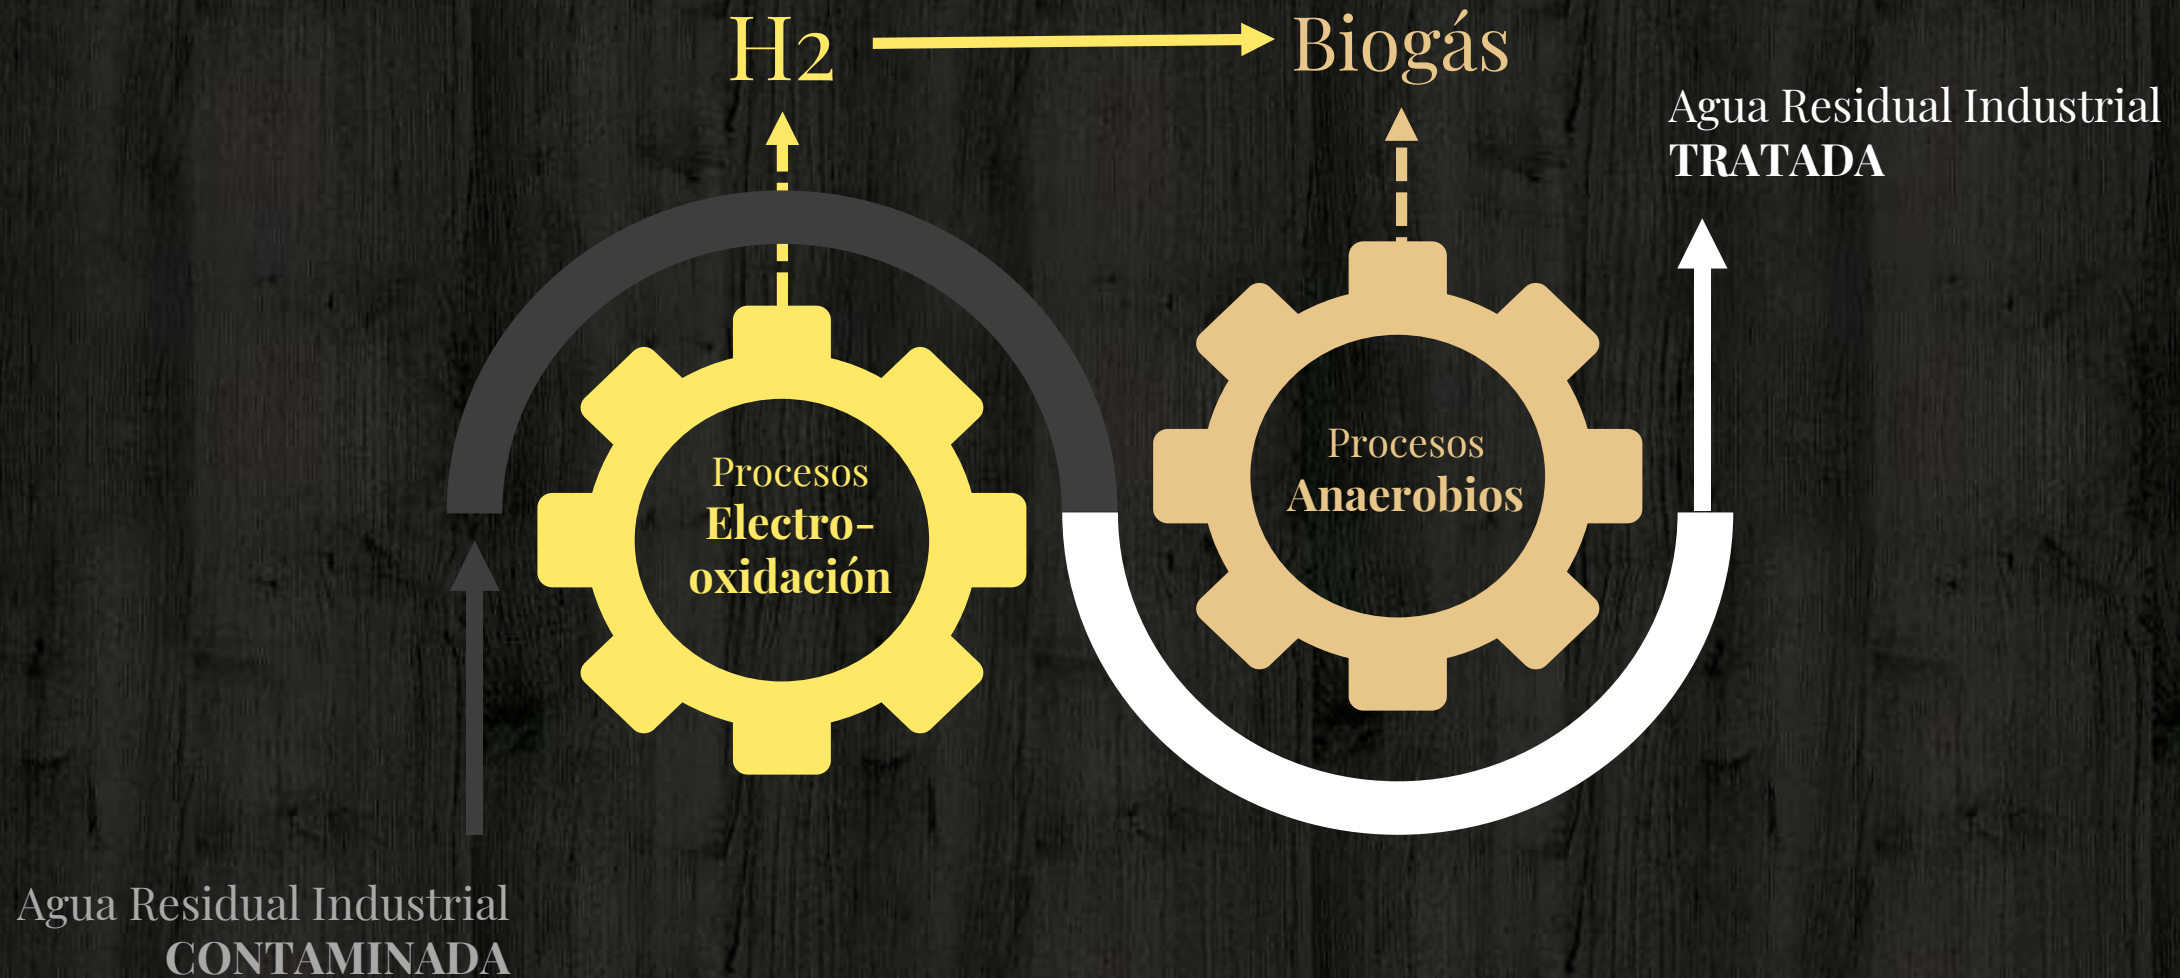 H2
Biogás
Agua Residual Industrial
TRATADA
Procesos
Electro-
oxidación
Procesos
Anaerobios
Agua Residual Industrial
CONTAMINADA